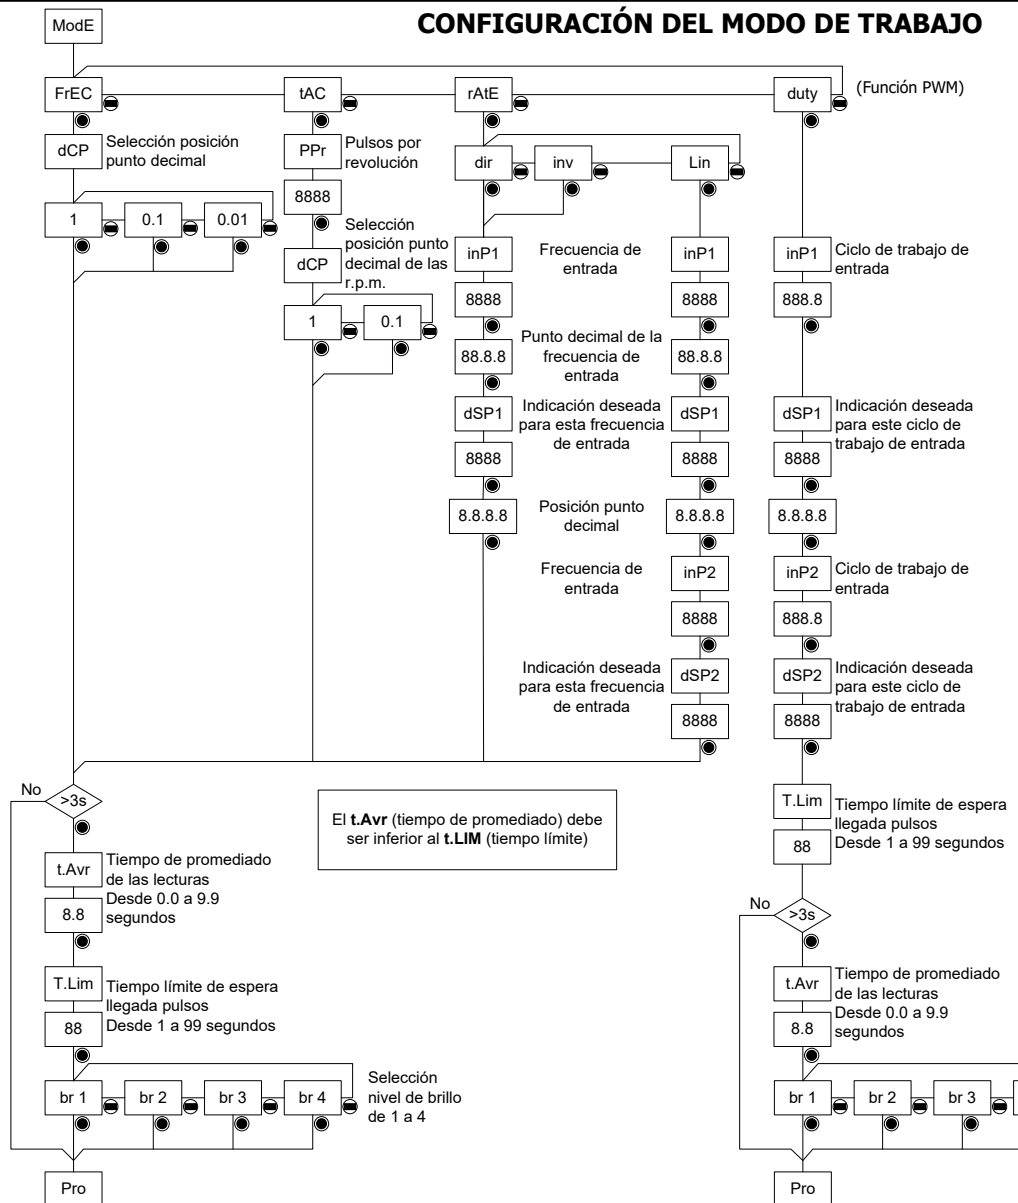 CONFIGURACIÓN DEL MODO DE TRABAJO
ModE
FrEC
tAC
rAtE
duty
(Función PWM)
dCP
Selección posición
punto decimal
1
0.1
0.01
PPr
Pulsos por
revolución
8888
dCP
Selección
posición punto
decimal de las
r.p.m.
1
0.1
dir
inv
Lin
inP1
Frecuencia de
entrada
inP1
8888
8888
88.8.8
Punto decimal de la
frecuencia de
entrada
88.8.8
dSP1
Indicación deseada
para esta frecuencia
de entrada
dSP1
8888
8888
8.8.8.8
Posición punto
decimal
8.8.8.8
Frecuencia de
entrada
inP2
8888
Indicación deseada
para esta frecuencia
de entrada
dSP2
8888
inP1
Ciclo de trabajo de
entrada
888.8
dSP1
Indicación deseada
para este ciclo de
trabajo de entrada
8888
8.8.8.8
inP2
Ciclo de trabajo de
entrada
888.8
dSP2
Indicación deseada
para este ciclo de
trabajo de entrada
8888
No
>3s
El t.Avr (tiempo de promediado) debe
ser inferior al t.LIM (tiempo límite)
t.Avr
Tiempo de promediado
de las lecturas
Desde 0.0 a 9.9
segundos
8.8
T.Lim
Tiempo límite de espera
llegada pulsos
Desde 1 a 99 segundos
88
br 1
br 2
br 3
br 4
Selección
nivel de brillo
de 1 a 4
Pro
T.Lim
Tiempo límite de espera
llegada pulsos
Desde 1 a 99 segundos
88
No
>3s
t.Avr
Tiempo de promediado
de las lecturas
Desde 0.0 a 9.9
segundos
8.8
br 1
br 2
br 3
Pro